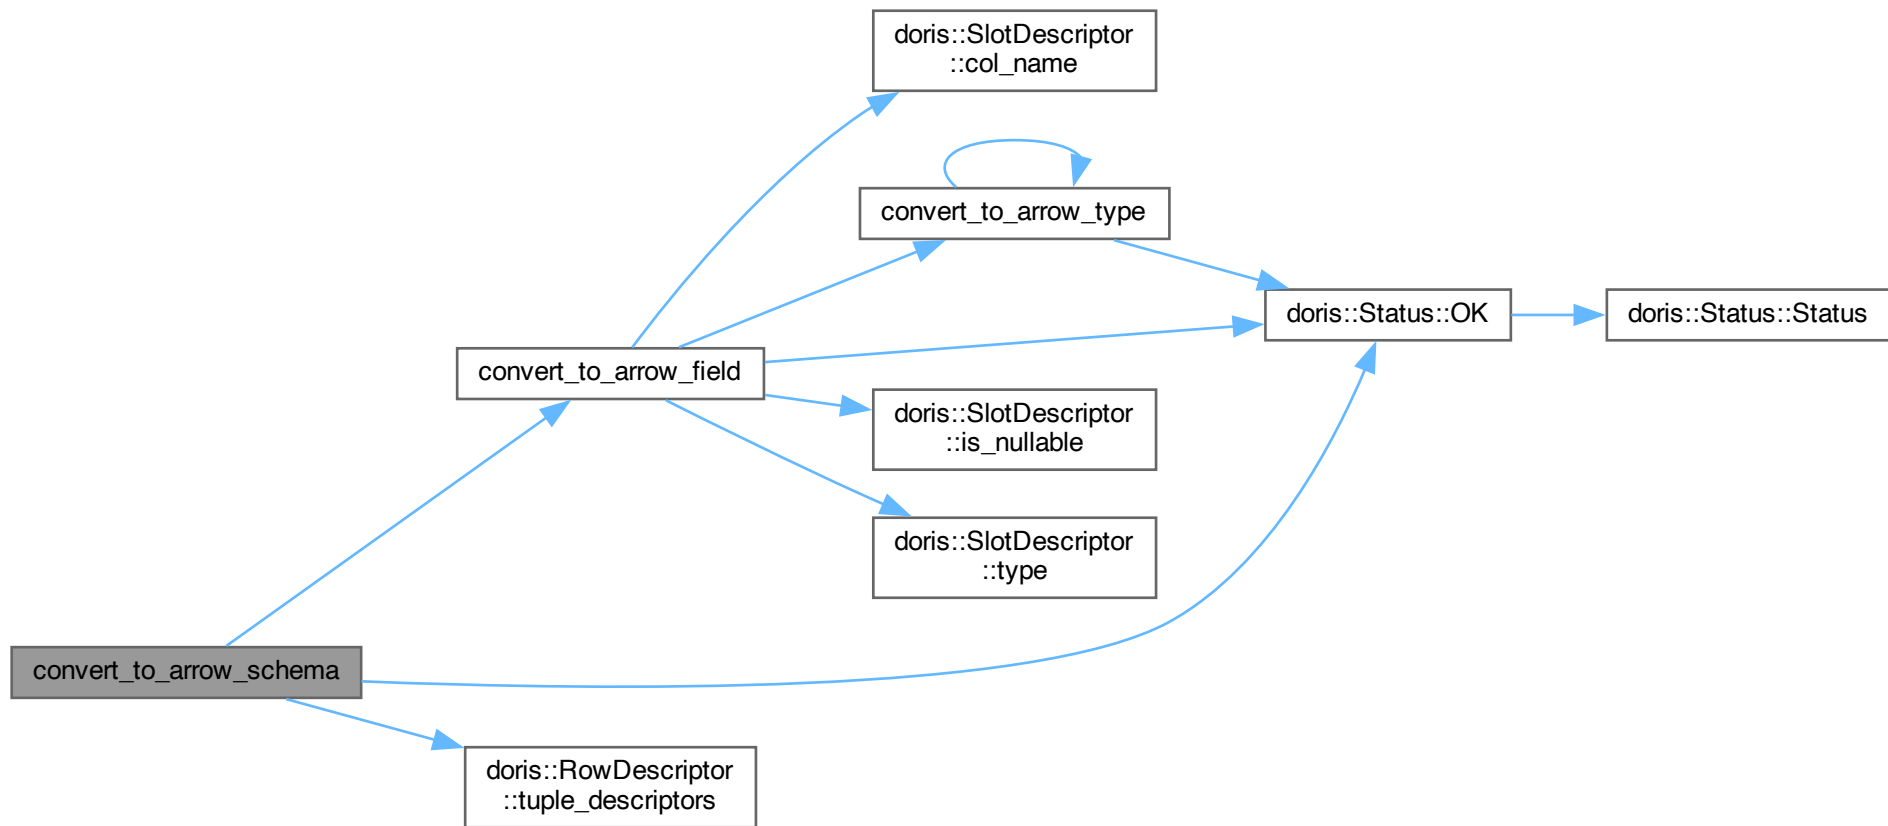 doris::SlotDescriptor
::col_name
convert_to_arrow_type
doris::Status::OK
doris::Status::Status
convert_to_arrow_field
doris::SlotDescriptor
::is_nullable
doris::SlotDescriptor
::type
convert_to_arrow_schema
doris::RowDescriptor
::tuple_descriptors